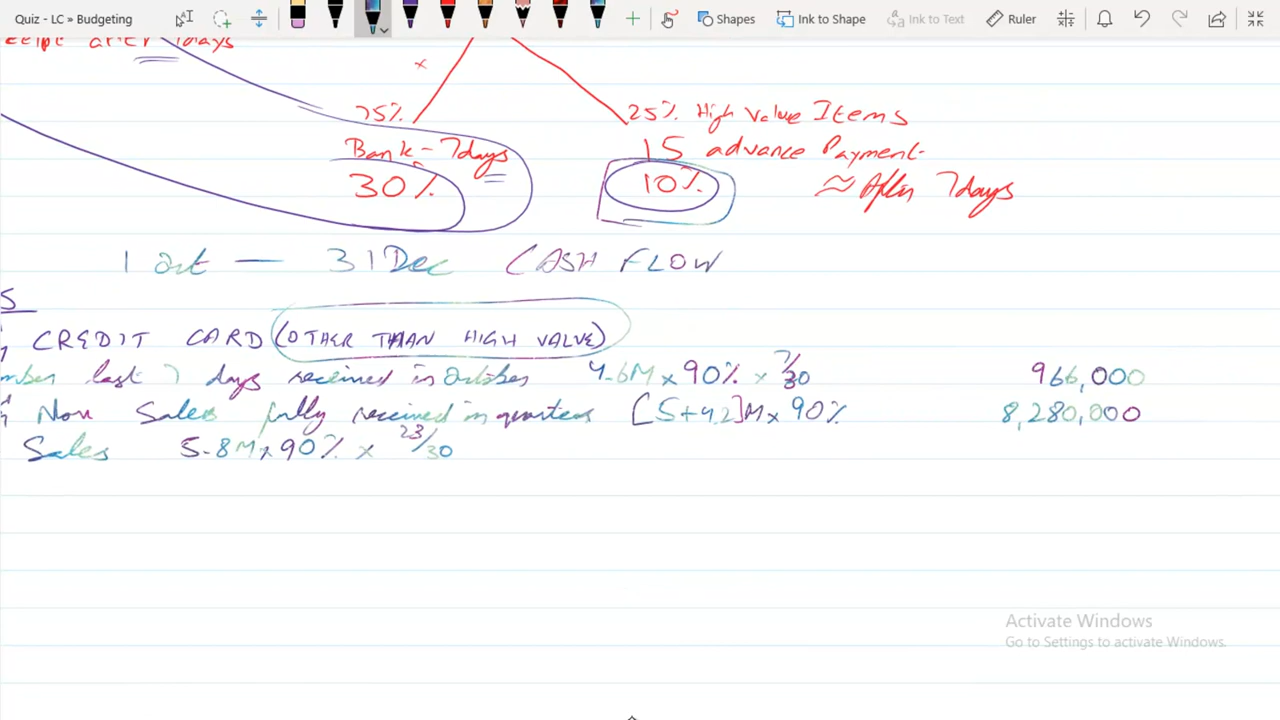 Quiz - LC » Budgeting
Shapes
Ink to Shape
Ink to Text
Ruler
after 7days
75%
25% High Value Items
Bank - 7days
15 advance Payment
30%
10%
≈ After 7days
1 Oct — 31 Dec CASH FLOW
S
CREDIT CARD (OTHER THAN HIGH VALUE)
mber last 7 days received in October 4.6M x 90% x 7/30 966,000
Nov Sales fully received in quarter [5+4.2]M x 90% 8,280,000
Sales 5.8M x 90% x 23/30
Activate Windows
Go to Settings to activate Windows.